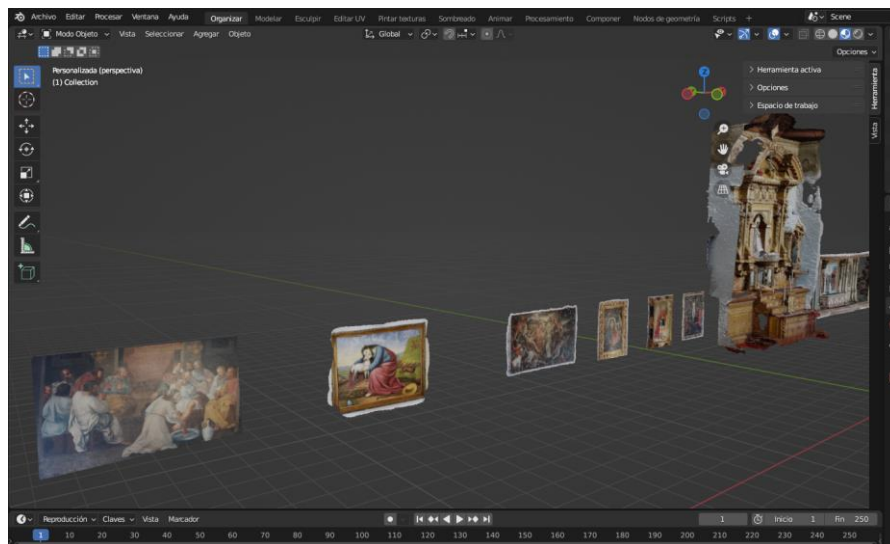 Archivo Editar Procesar Ventana Ayuda Organizar Modelar Esculpir Editar UV Pintar texturas Sombreado Animar Procesamiento Componer Nodos de geometría Scripts + Scene
Modo Objeto Vista Seleccionar Agregar Objeto Global
Opciones
Personalizada (perspectiva)
(1) Collection
Z
Herramienta activa
Opciones
Espacio de trabajo
Herramienta
Vista
Reproducción Claves Vista Marcador 1 Inicio 1 Fin 250
1 10 20 30 40 50 60 70 80 90 100 110 120 130 140 150 160 170 180 190 200 210 220 230 240 250